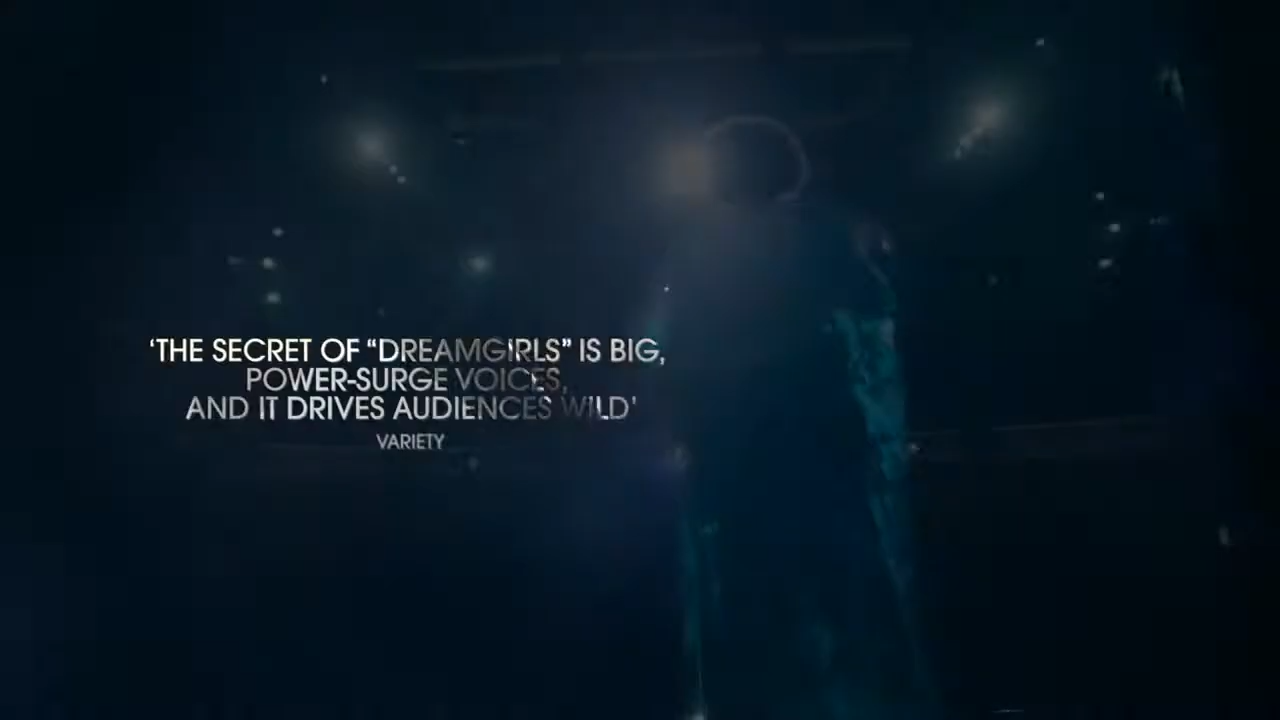 ‘THE SECRET OF “DREAMGIRLS” IS BIG,
POWER-SURGE VOICES,
AND IT DRIVES AUDIENCES WILD’
VARIETY